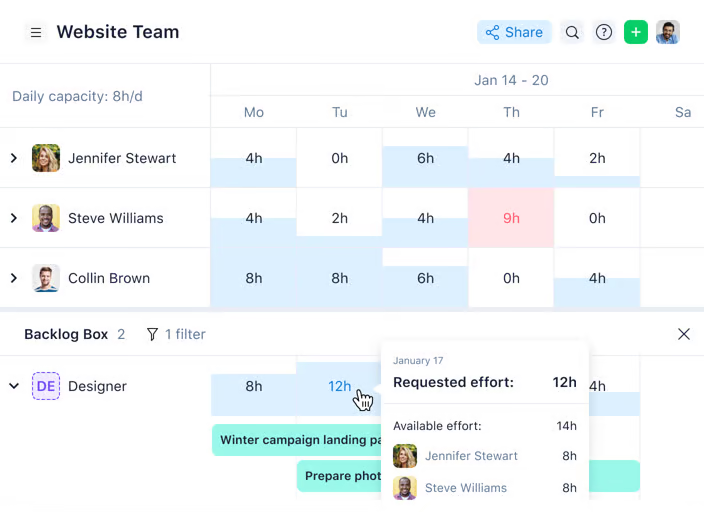 Website Team
Share
?
+
Daily capacity: 8h/d
Jan 14 - 20
Mo Tu We Th Fr Sa
Jennifer Stewart 4h 0h 6h 4h 2h
Steve Williams 4h 2h 4h 9h 0h
Collin Brown 8h 8h 6h 0h 4h
Backlog Box 2 1 filter
DE Designer 8h 12h 4h
January 17
Requested effort: 12h
Available effort: 14h
Jennifer Stewart 8h
Steve Williams 8h
Winter campaign landing pa
Prepare phot